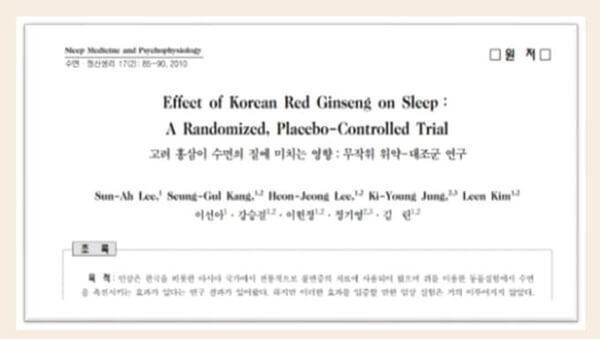 Sleep Medicine and Psychophysiology
수면·정신생리 17(2): 85-90, 2010
□ 원 저 □
Effect of Korean Red Ginseng on Sleep :
A Randomized, Placebo-Controlled Trial
고려 홍삼이 수면의 질에 미치는 영향 : 무작위 위약-대조군 연구
Sun-Ah Lee,¹ Seung-Gul Kang,¹,² Heon-Jeong Lee,¹,² Ki-Young Jung,²,³ Leen Kim¹,²
이선아¹·강승걸¹,²·이헌정¹,²·정기영²,³·김 린¹,²
초 록
목 적 : 인삼은 한국을 비롯한 아시아 국가에서 전통적으로 불면증의 치료에 사용되어 왔으며 쥐를 이용한 동물실험에서 수면
을 촉진시키는 효과가 있다는 연구 결과가 있어왔다. 하지만 이러한 효과를 입증할 만한 임상 실험은 거의 이루어지지 않았다.